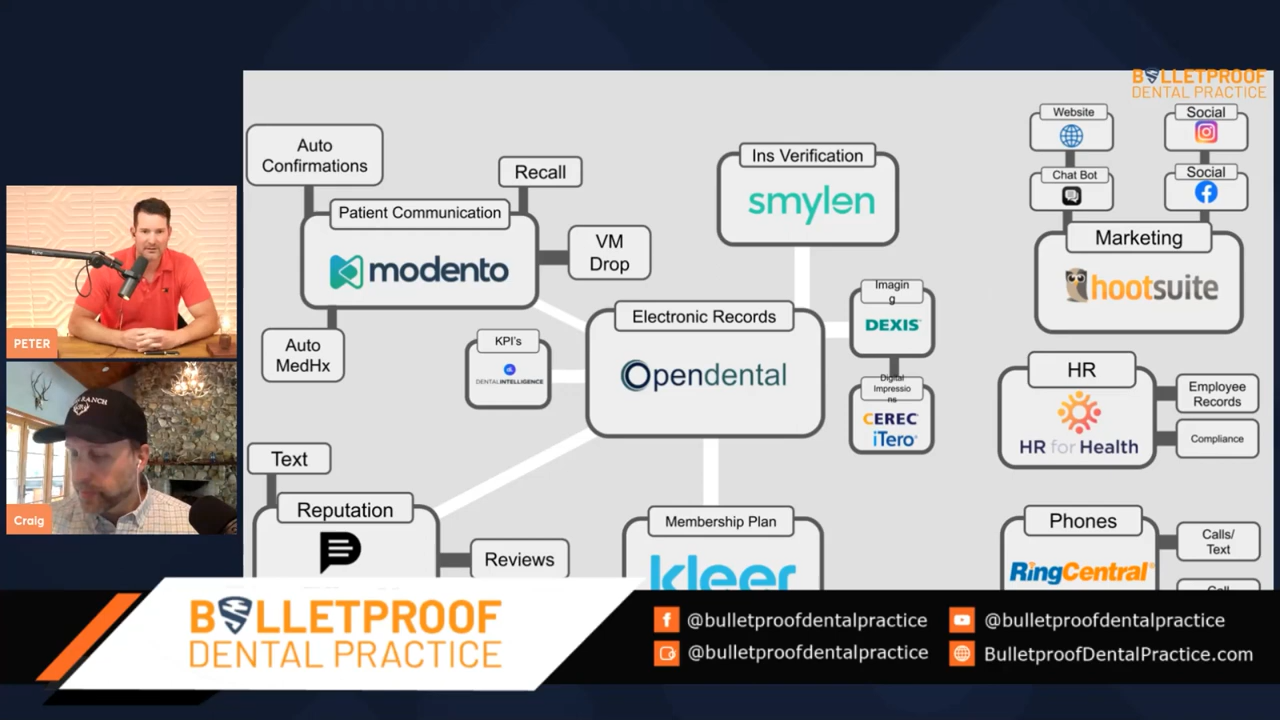 BULLETPROOF
DENTAL PRACTICE
Auto
Confirmations
Recall
Patient Communication
modento
VM
Drop
Auto
MedHx
Ins Verification
smylen
Website
Social
Chat Bot
Social
Marketing
hootsuite
Imagin
g
DEXIS
Digital
Impressio
ns
CEREC
iTero
Electronic Records
Opendental
KPI's
DENTAL INTELLIGENCE
HR
HR for Health
Employee
Records
Compliance
Text
Reputation
Reviews
Membership Plan
kleer
Phones
RingCentral
Calls/
Text
Call
PETER
Craig
RANCH
BULLETPROOF
DENTAL PRACTICE
@bulletproofdentalpractice
@bulletproofdentalpractice
@bulletproofdentalpractice
BulletproofDentalPractice.com